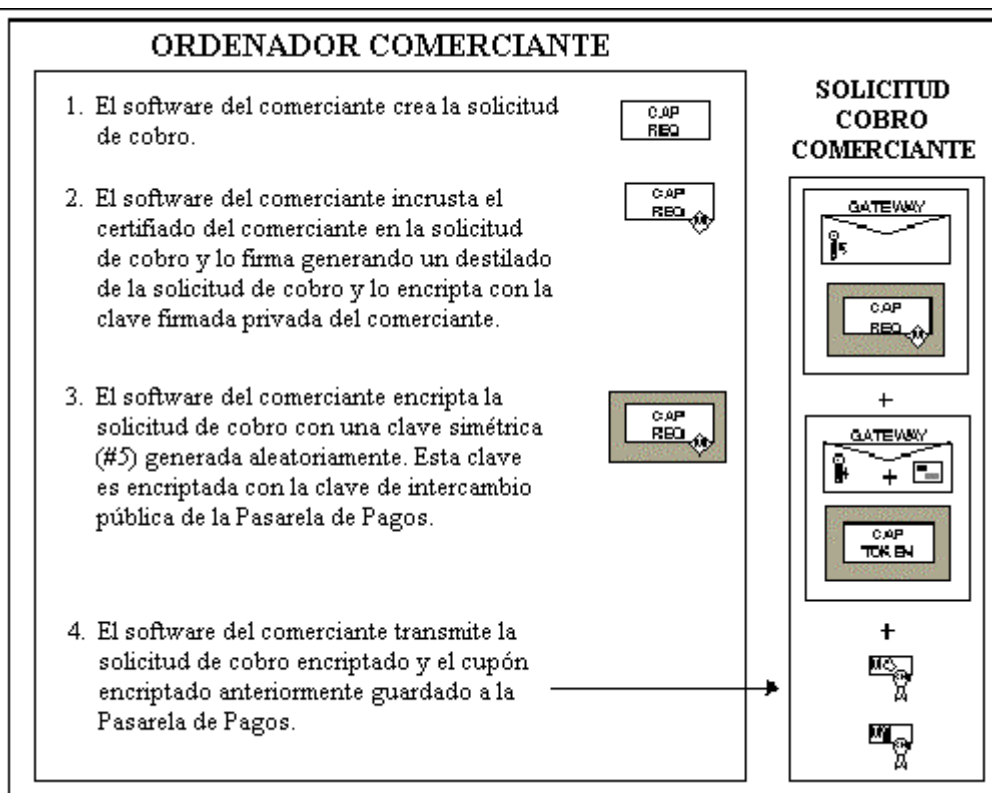 ORDENADOR COMERCIANTE
1. El software del comerciante crea la solicitud
de cobro.
CAP
REQ
2. El software del comerciante incrusta el
certifiado del comerciante en la solicitud
de cobro y lo firma generando un destilado
de la solicitud de cobro y lo encripta con la
clave firmada privada del comerciante.
CAP
REQ
3. El software del comerciante encripta la
solicitud de cobro con una clave simétrica
(#5) generada aleatoriamente. Esta clave
es encriptada con la clave de intercambio
pública de la Pasarela de Pagos.
CAP
REQ
4. El software del comerciante transmite la
solicitud de cobro encriptado y el cupón
encriptado anteriormente guardado a la
Pasarela de Pagos.
SOLICITUD
COBRO
COMERCIANTE
GATEWAY
5
CAP
REQ
+
GATEWAY
4
+
CAP
TOKEN
+